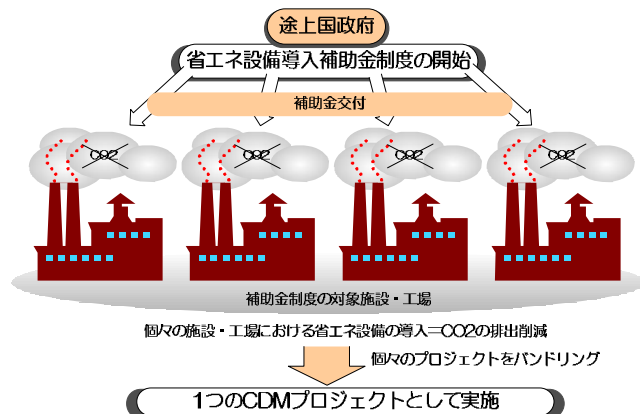 途上国政府
省エネ設備導入補助金制度の開始
補助金交付
CO2 CO2 CO2 CO2
補助金制度の対象施設・工場
個々の施設・工場における省エネ設備の導入＝CO2の排出削減
個々のプロジェクトをバンドリング
1つのCDMプロジェクトとして実施